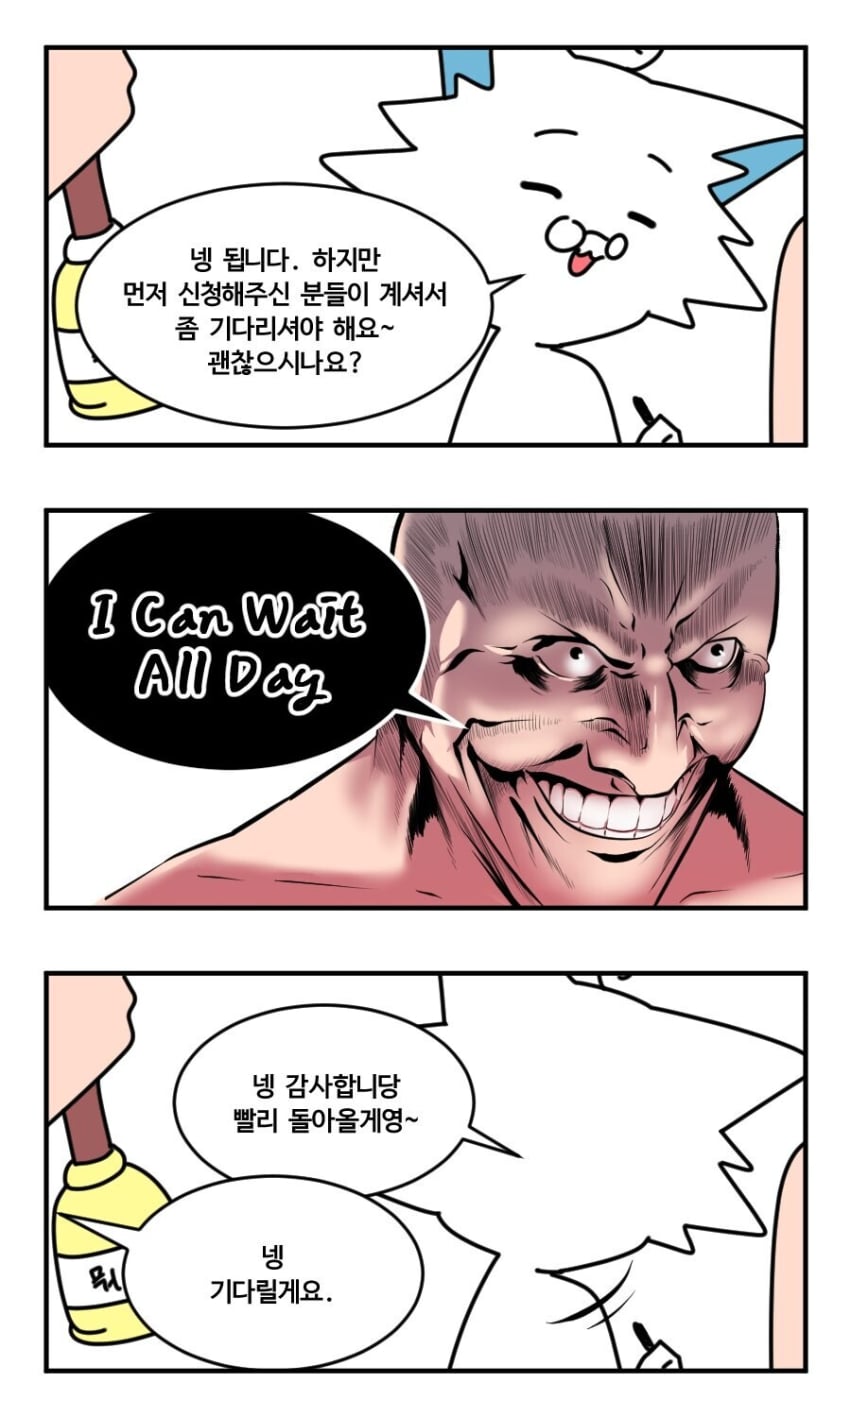 넹 됩니다. 하지만
먼저 신청해주신 분들이 계셔서
좀 기다리셔야 해요~
괜찮으시나요?
I Can Wait
All Day
넹 감사합니당
빨리 돌아올게영~
넹
기다릴게요.
뭐